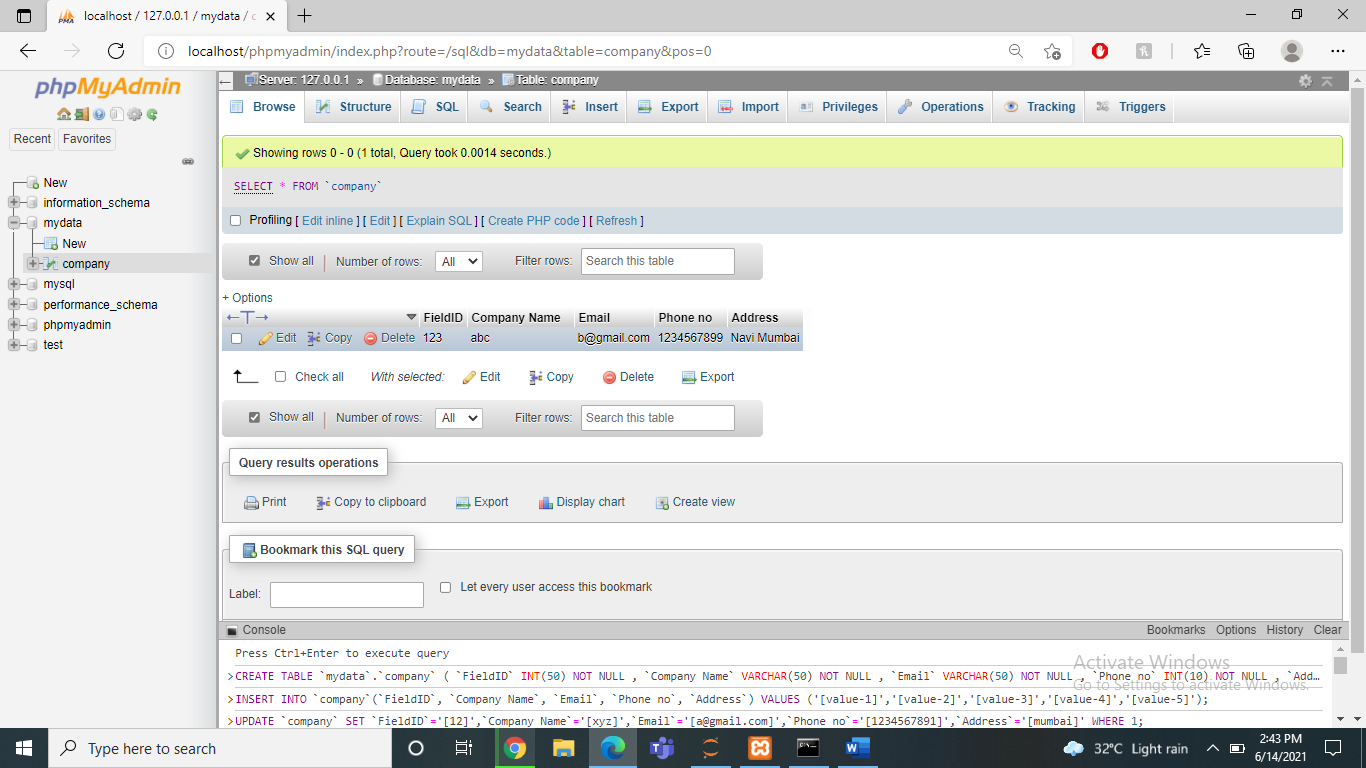 localhost / 127.0.0.1 / mydata / c
localhost/phpmyadmin/index.php?route=/sql&db=mydata&table=company&pos=0
phpMyAdmin
Recent Favorites
New
information_schema
mydata
New
company
mysql
performance_schema
phpmyadmin
test
Server: 127.0.0.1 » Database: mydata » Table: company
Browse Structure SQL Search Insert Export Import Privileges Operations Tracking Triggers
Showing rows 0 - 0 (1 total, Query took 0.0014 seconds.)
SELECT * FROM `company`
Profiling [ Edit inline ] [ Edit ] [ Explain SQL ] [ Create PHP code ] [ Refresh ]
Show all Number of rows: All Filter rows: Search this table
+ Options
←T→ FieldID Company Name Email Phone no Address
Edit Copy Delete 123 abc b@gmail.com 1234567899 Navi Mumbai
Check all With selected: Edit Copy Delete Export
Show all Number of rows: All Filter rows: Search this table
Query results operations
Print Copy to clipboard Export Display chart Create view
Bookmark this SQL query
Label: Let every user access this bookmark
Console Bookmarks Options History Clear
Press Ctrl+Enter to execute query
>CREATE TABLE `mydata`.`company` ( `FieldID` INT(50) NOT NULL , `Company Name` VARCHAR(50) NOT NULL , `Email` VARCHAR(50) NOT NULL , `Phone no` INT(10) NOT NULL , `Add...
>INSERT INTO `company`(`FieldID`, `Company Name`, `Email`, `Phone no`, `Address`) VALUES ('[value-1]','[value-2]','[value-3]','[value-4]','[value-5]');
>UPDATE `company` SET `FieldID`='[12]',`Company Name`='[xyz]',`Email`='[a@gmail.com]',`Phone no`='[1234567891]',`Address`='[mumbai]' WHERE 1;
Activate Windows
Go to Settings to activate Windows.
Type here to search
32°C Light rain
2:43 PM
6/14/2021